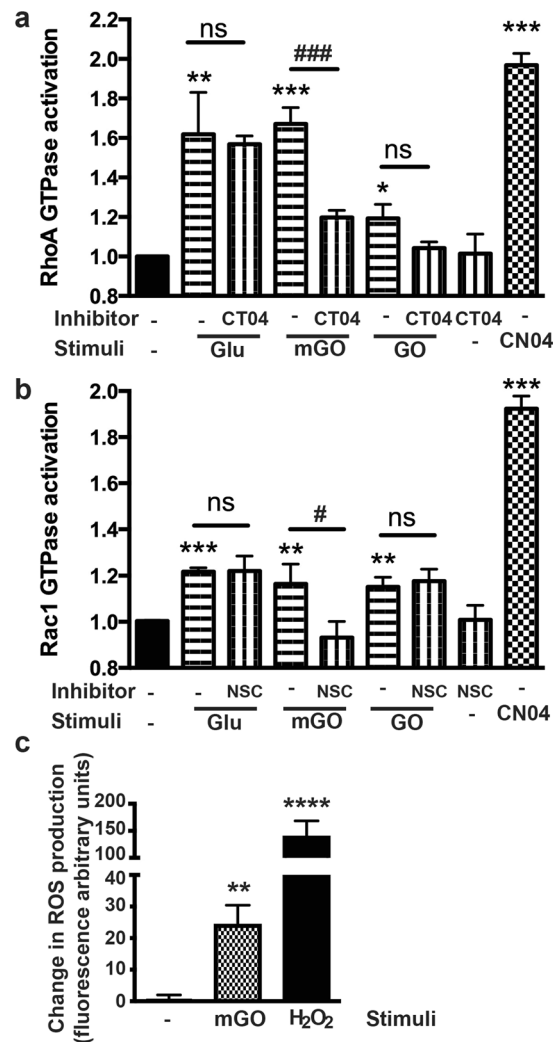 a
RhoA GTPase activation
2.2
2.0
1.8
1.6
1.4
1.2
1.0
0.8
ns
**
###
***
ns
*
***
Inhibitor - - CT04 - CT04 - CT04 CT04 -
Stimuli - Glu mGO GO - CN04
b
Rac1 GTPase activation
2.0
1.8
1.6
1.4
1.2
1.0
0.8
ns
***
#
**
ns
**
***
Inhibitor - - NSC - NSC - NSC NSC -
Stimuli - Glu mGO GO - CN04
c
Change in ROS production
(fluorescence arbitrary units)
200
150
100
40
30
20
10
0
**
****
- mGO H₂O₂ Stimuli